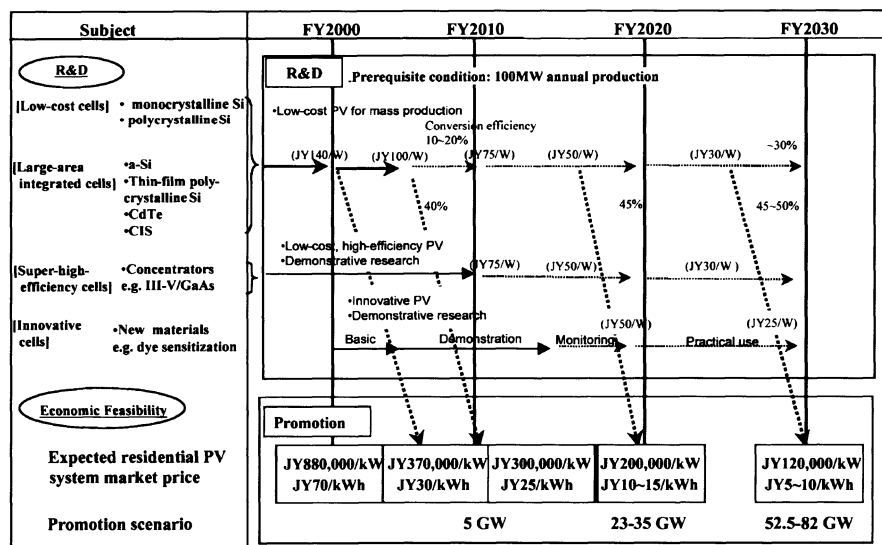 Subject FY2000 FY2010 FY2020 FY2030
R&D
R&D .Prerequisite condition: 100MW annual production
[Low-cost cells] • monocrystalline Si
• polycrystalline Si
•Low-cost PV for mass production
Conversion efficiency
10~20%
~30%
(JY140/W) (JY100/W) (JY75/W) (JY50/W) (JY30/W)
[Large-area
integrated cells]
• a-Si
•Thin-film poly-
crystalline Si
•CdTe
• CIS
40% 45% 45~50%
•Low-cost, high-efficiency PV
•Demonstrative research
[Super-high-
efficiency cells]
•Concentrators
e.g. III-V/GaAs
(JY75/W) (JY50/W) (JY30/W )
•Innovative PV
•Demonstrative research
[Innovative
cells]
•New materials
e.g. dye sensitization
(JY50/W) (JY25/W)
Basic Demonstration Monitoring Practical use
Economic Feasibility
Promotion
Expected residential PV
system market price
JY880,000/kW JY370,000/kW JY300,000/kW JY200,000/kW JY120,000/kW
JY70/kWh JY30/kWh JY25/kWh JY10~15/kWh JY5~10/kWh
Promotion scenario 5 GW 23-35 GW 52.5-82 GW